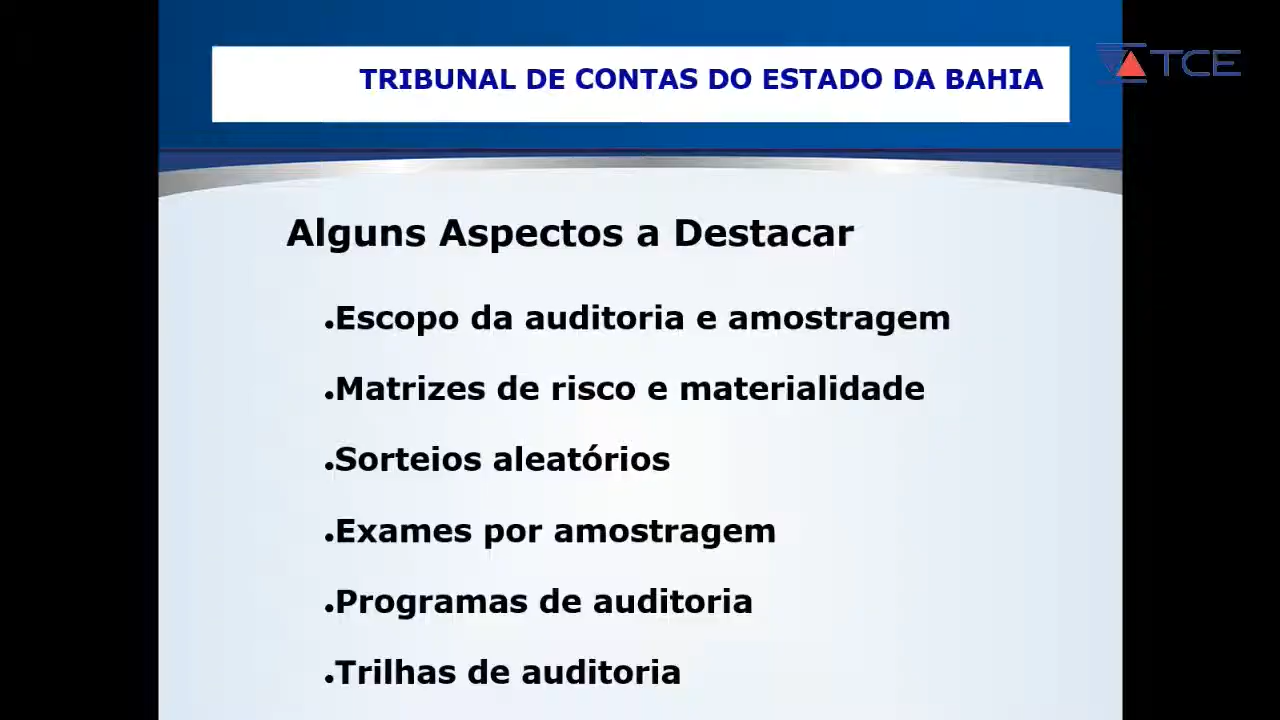 TRIBUNAL DE CONTAS DO ESTADO DA BAHIA
TCE
Alguns Aspectos a Destacar
•Escopo da auditoria e amostragem
•Matrizes de risco e materialidade
•Sorteios aleatórios
•Exames por amostragem
•Programas de auditoria
•Trilhas de auditoria